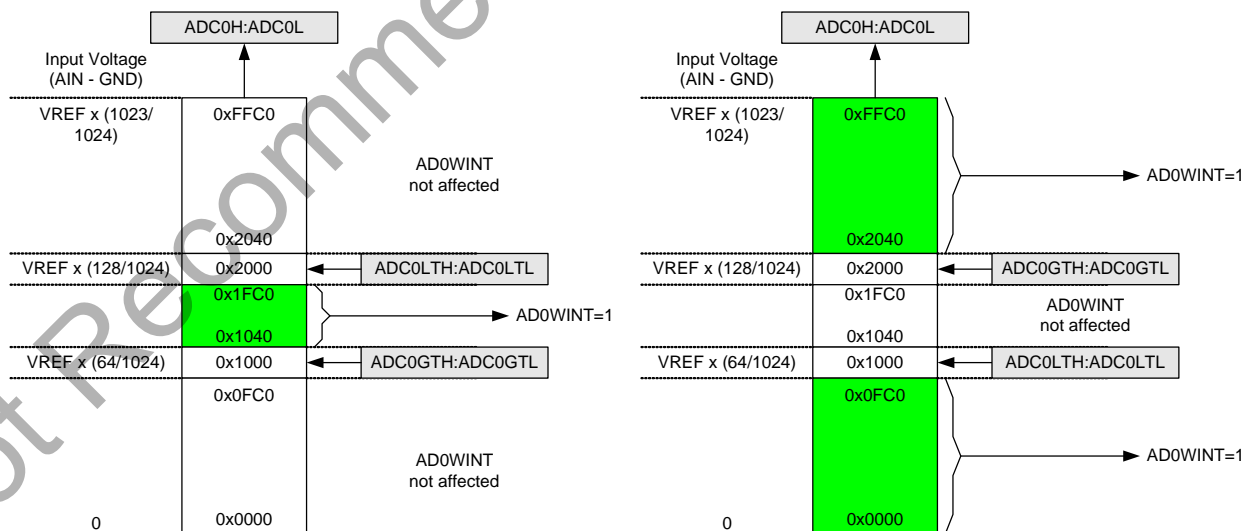 ADC0H:ADC0L
Input Voltage
(AIN - GND)
VREF x (1023/
1024)
0xFFC0
AD0WINT
not affected
0x2040
VREF x (128/1024)
0x2000
ADC0LTH:ADC0LTL
0x1FC0
AD0WINT=1
0x1040
VREF x (64/1024)
0x1000
ADC0GTH:ADC0GTL
0x0FC0
AD0WINT
not affected
0
0x0000
ADC0H:ADC0L
Input Voltage
(AIN - GND)
VREF x (1023/
1024)
0xFFC0
AD0WINT=1
0x2040
VREF x (128/1024)
0x2000
ADC0GTH:ADC0GTL
0x1FC0
AD0WINT
not affected
0x1040
VREF x (64/1024)
0x1000
ADC0LTH:ADC0LTL
0x0FC0
AD0WINT=1
0
0x0000
ot Recomme